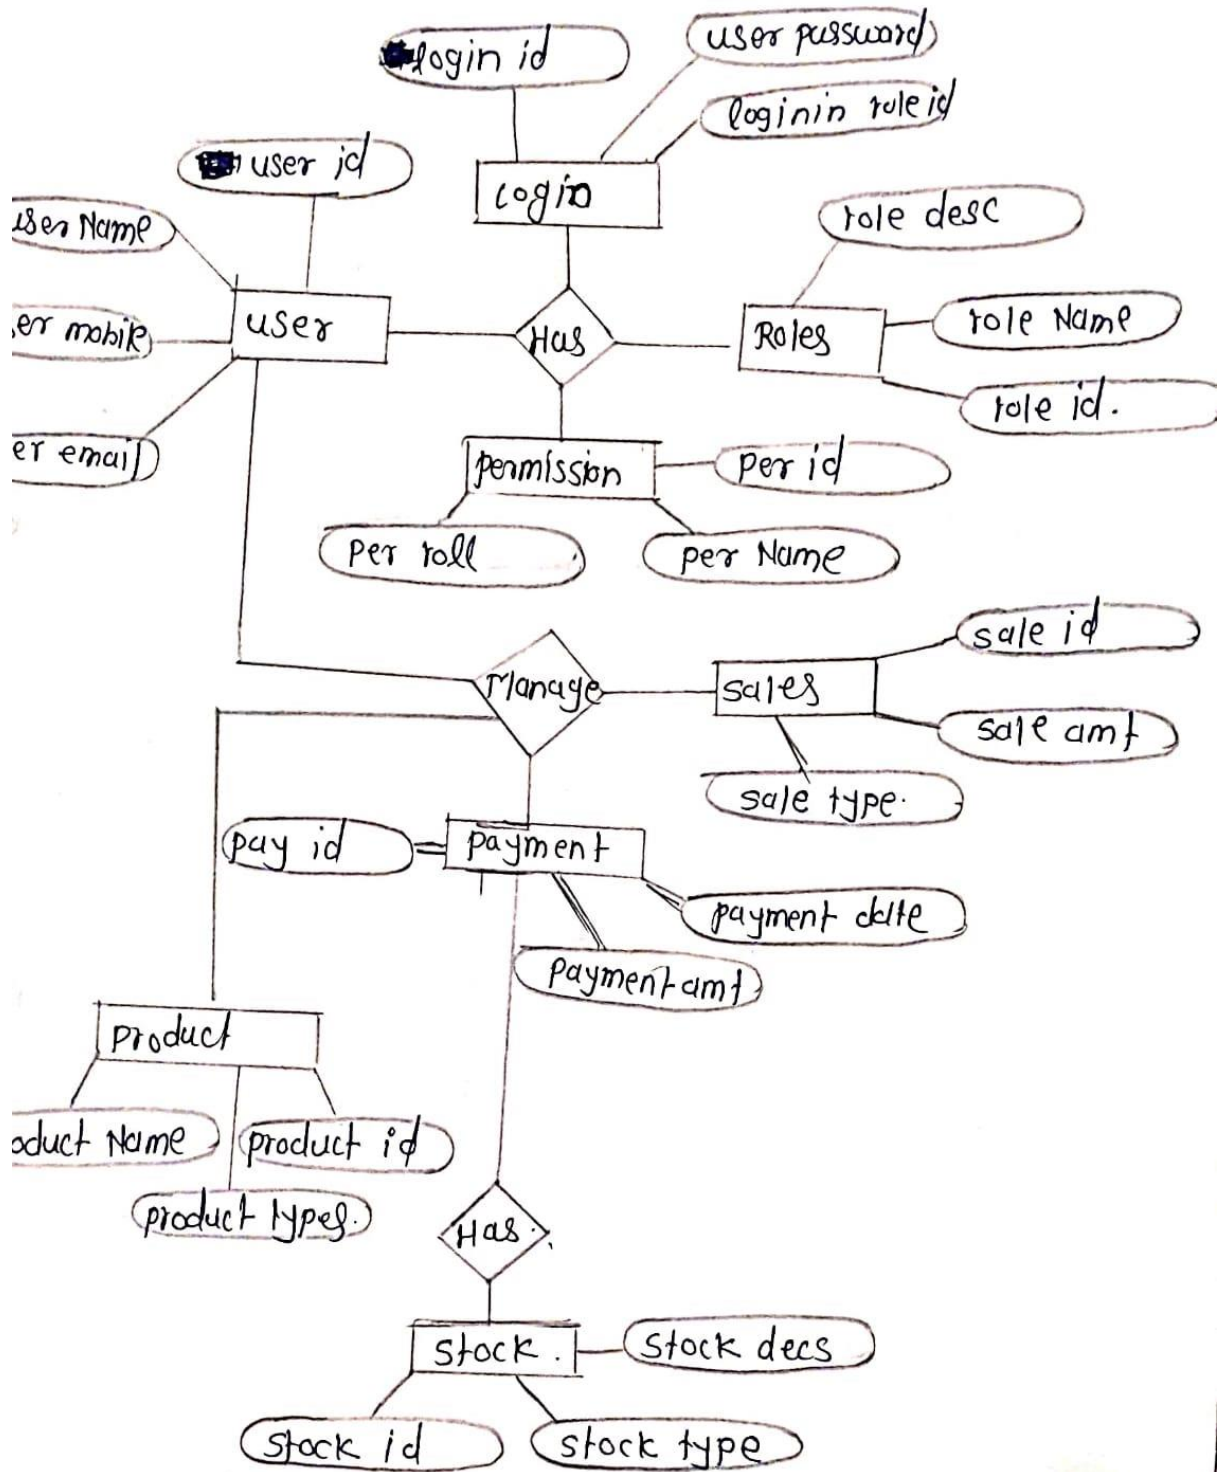 login id
user password
loginin role id
user id
Login
role desc
user Name
user
Has
Roles
role Name
er mobile
role id.
er email
permission
per id
per roll
per Name
sale id
Manage
sales
sale amt
sale type.
pay id
payment
payment date
payment amt
product
oduct Name
product id
product types.
Has.
Stock.
Stock decs
Stock id
stock type